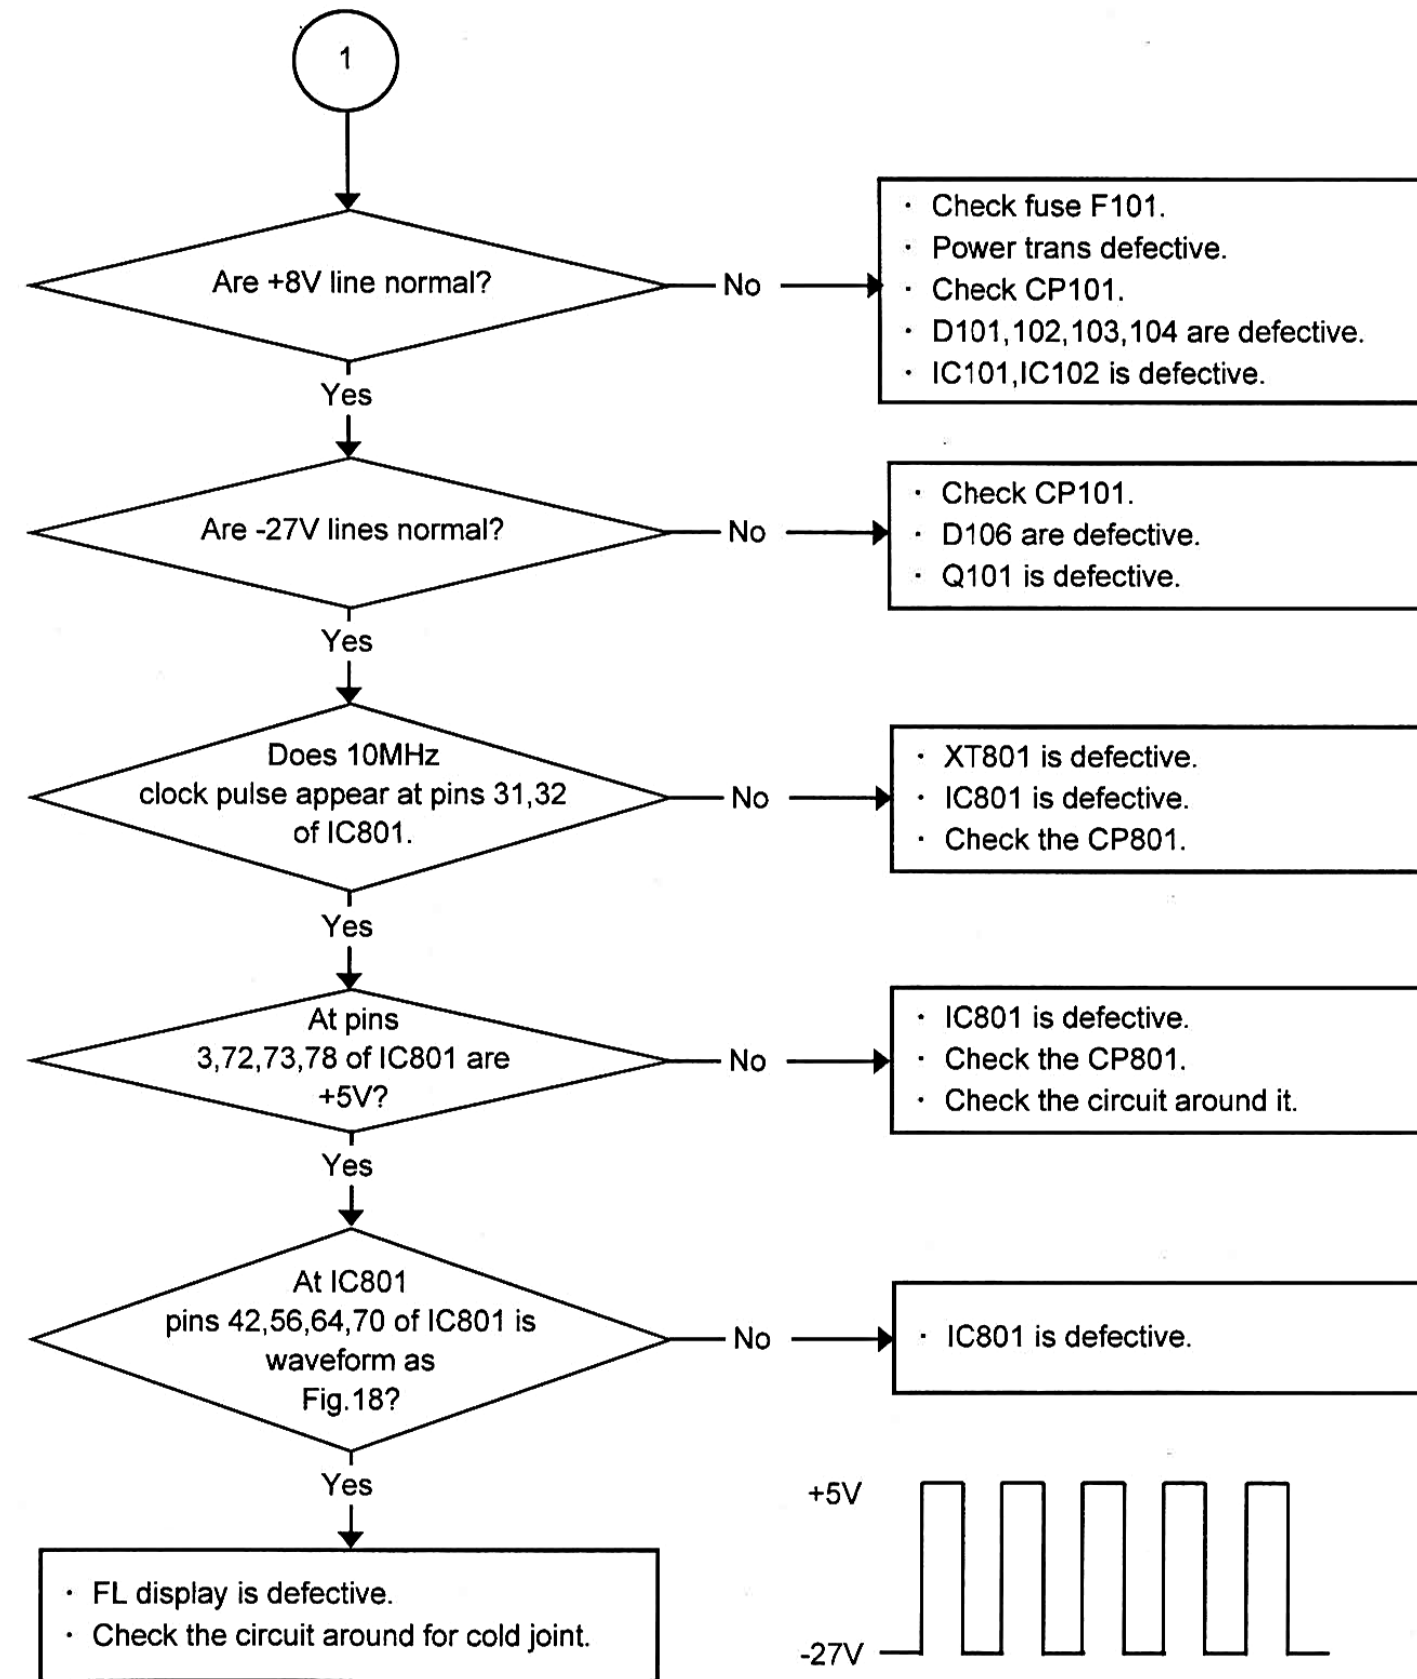 1
Are +8V line normal?
No
· Check fuse F101.
· Power trans defective.
· Check CP101.
· D101,102,103,104 are defective.
· IC101,IC102 is defective.
Yes
Are -27V lines normal?
No
· Check CP101.
· D106 are defective.
· Q101 is defective.
Yes
Does 10MHz
clock pulse appear at pins 31,32
of IC801.
No
· XT801 is defective.
· IC801 is defective.
· Check the CP801.
Yes
At pins
3,72,73,78 of IC801 are
+5V?
No
· IC801 is defective.
· Check the CP801.
· Check the circuit around it.
Yes
At IC801
pins 42,56,64,70 of IC801 is
waveform as
Fig.18?
No
· IC801 is defective.
Yes
· FL display is defective.
· Check the circuit around for cold joint.
+5V
-27V